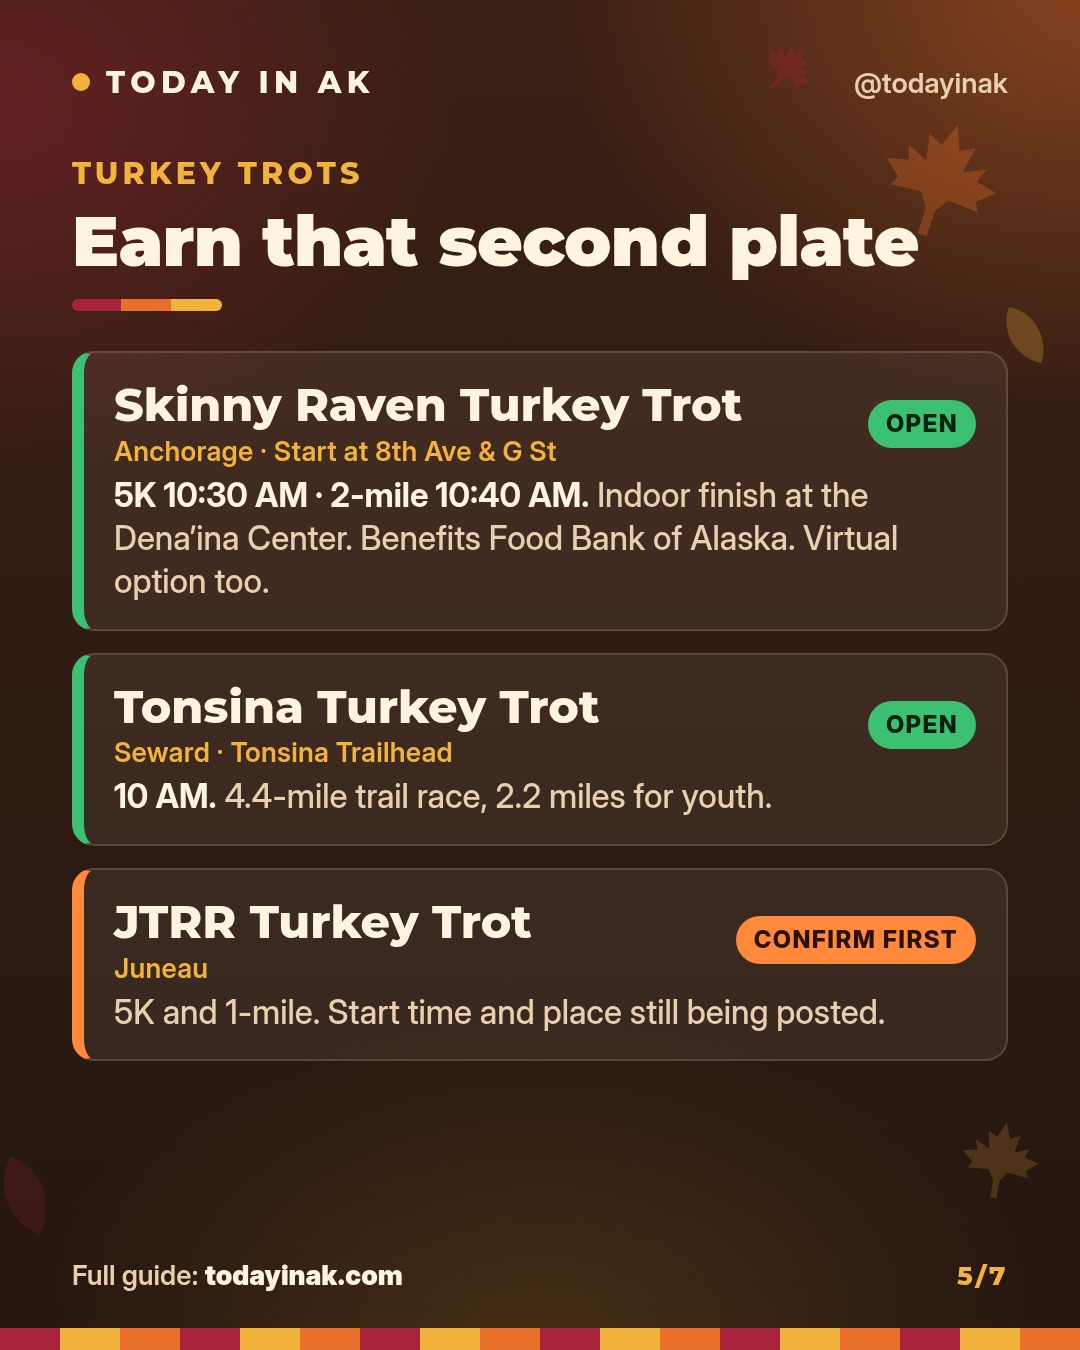 TODAY IN AK
@todayinak
TURKEY TROTS
Earn that second plate
Skinny Raven Turkey Trot
OPEN
Anchorage · Start at 8th Ave & G St
5K 10:30 AM · 2-mile 10:40 AM. Indoor finish at the
Dena’ina Center. Benefits Food Bank of Alaska. Virtual
option too.
Tonsina Turkey Trot
OPEN
Seward · Tonsina Trailhead
10 AM. 4.4-mile trail race, 2.2 miles for youth.
JTRR Turkey Trot
CONFIRM FIRST
Juneau
5K and 1-mile. Start time and place still being posted.
Full guide: todayinak.com
5/7